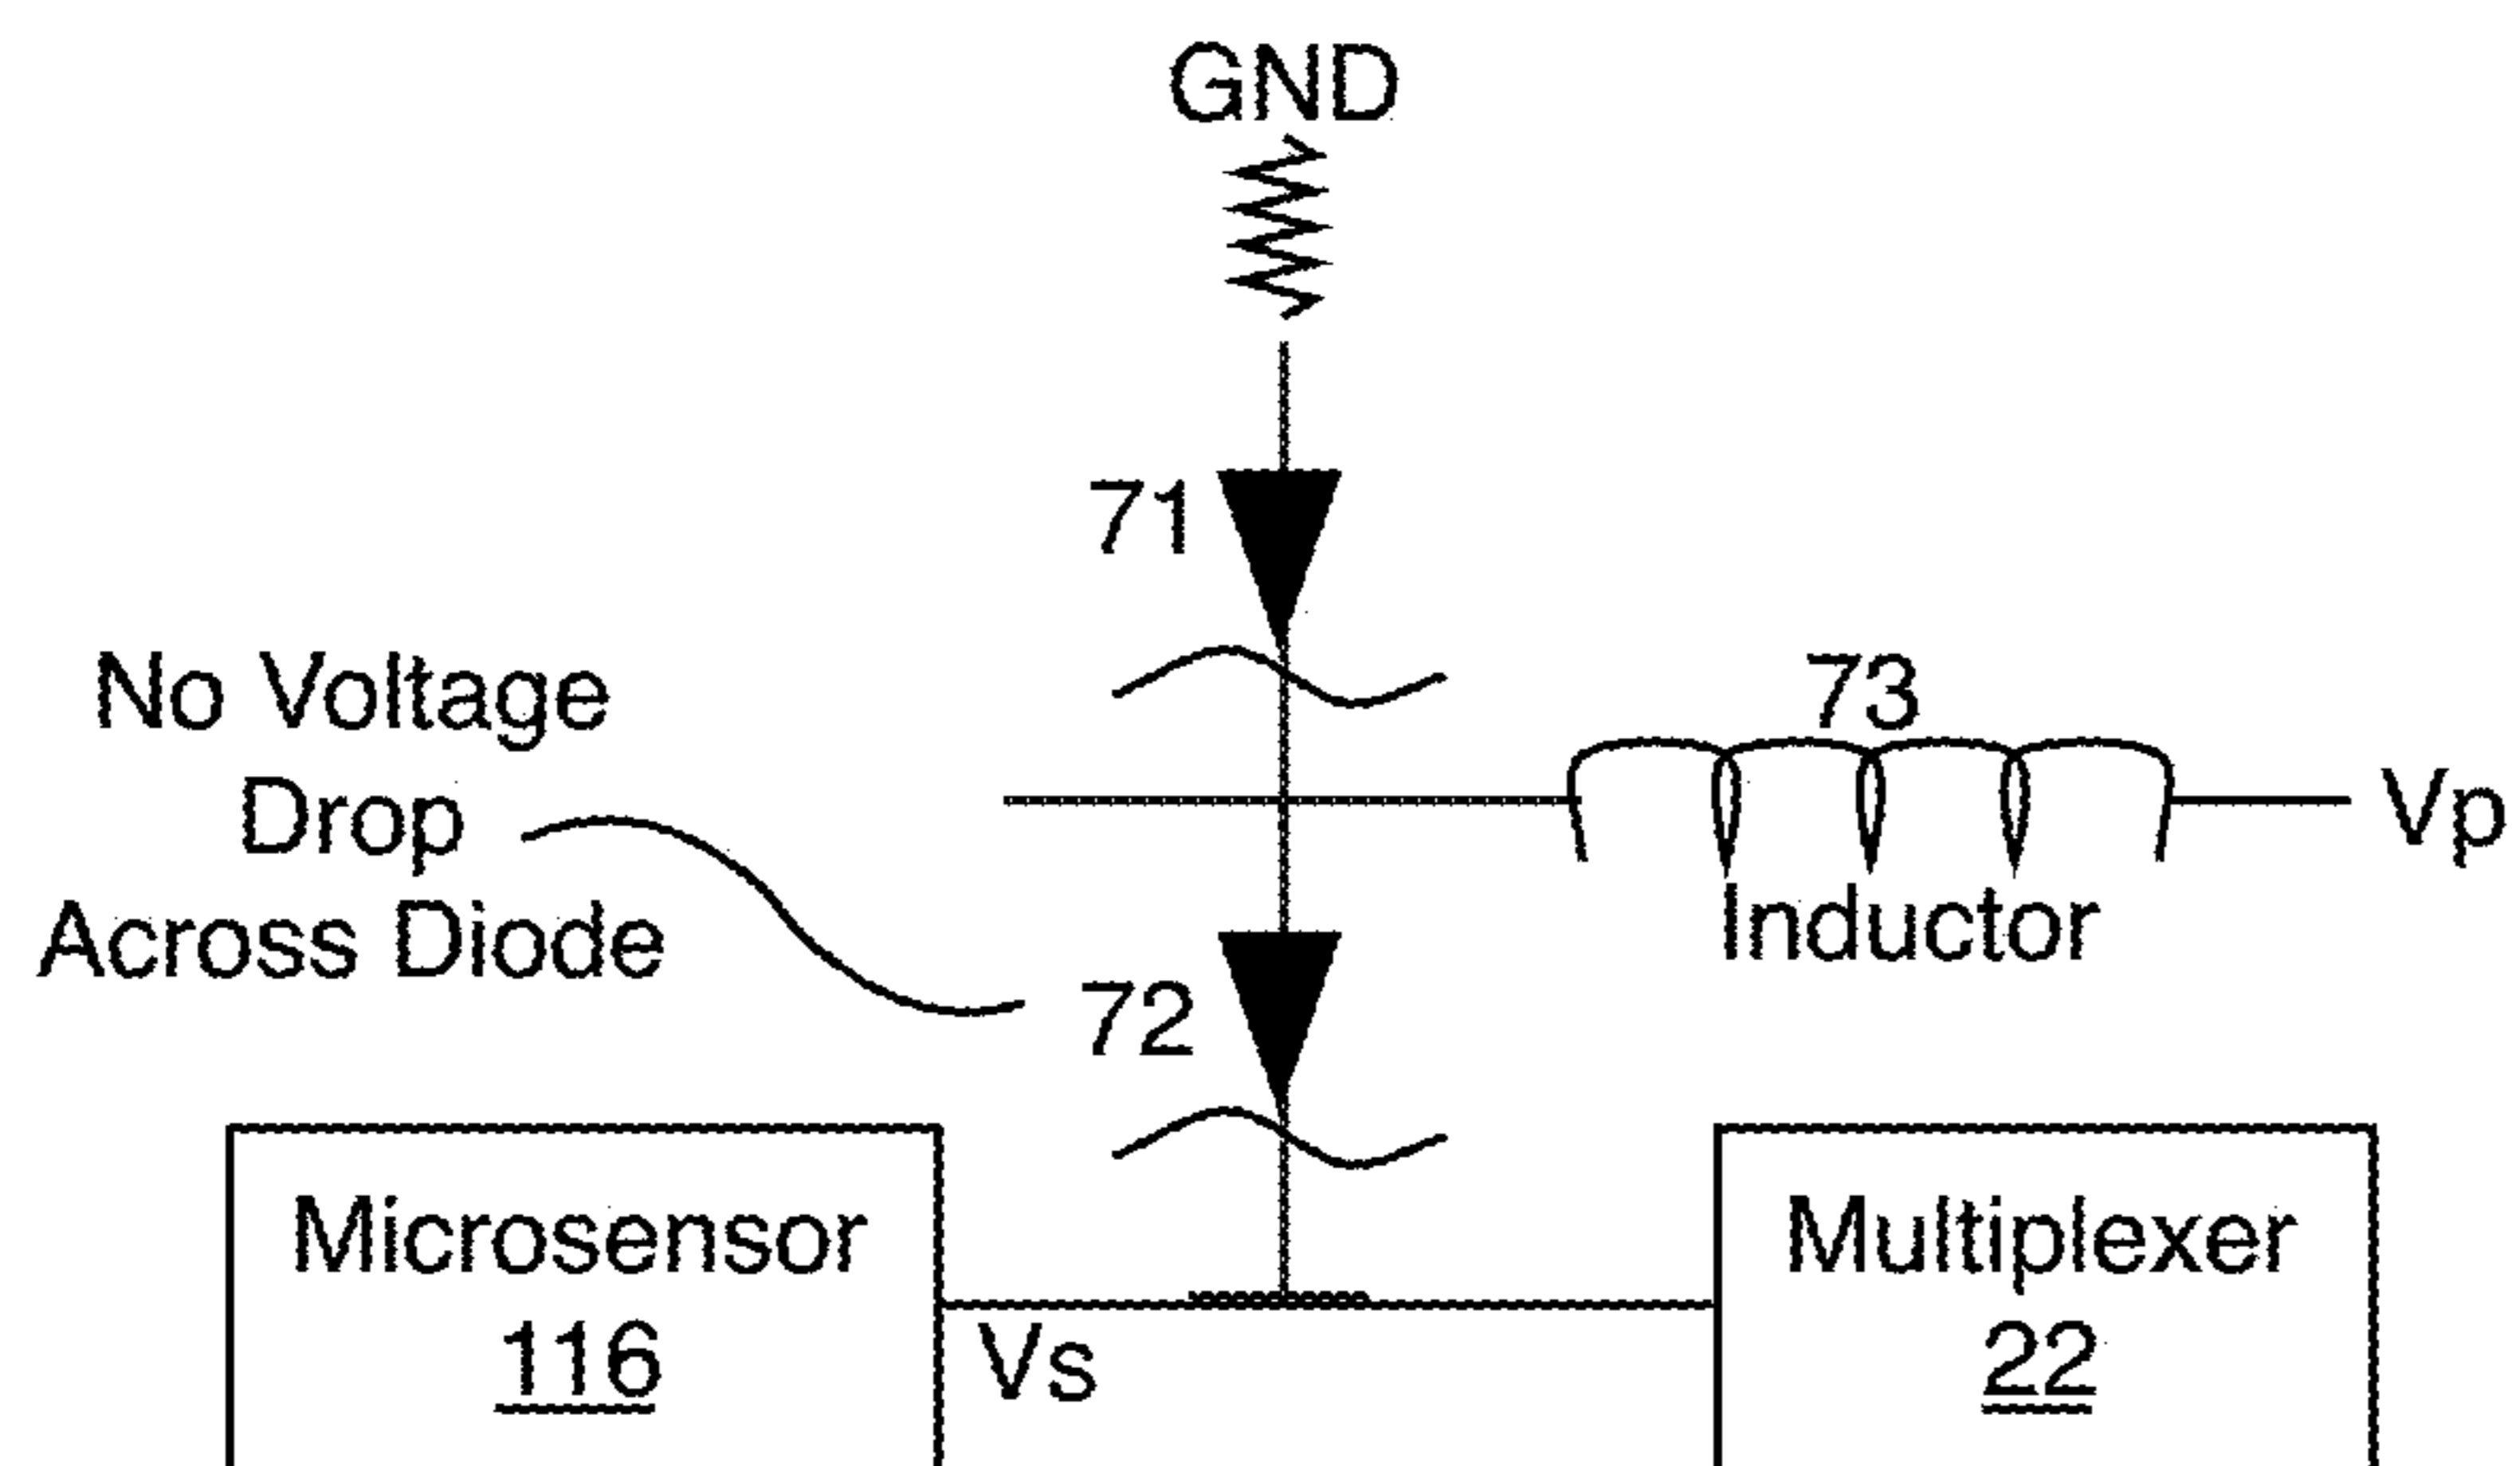 GND
71
No Voltage
Drop
Across Diode
73
Vp
Inductor
72
Microsensor
116
Vs
Multiplexer
22